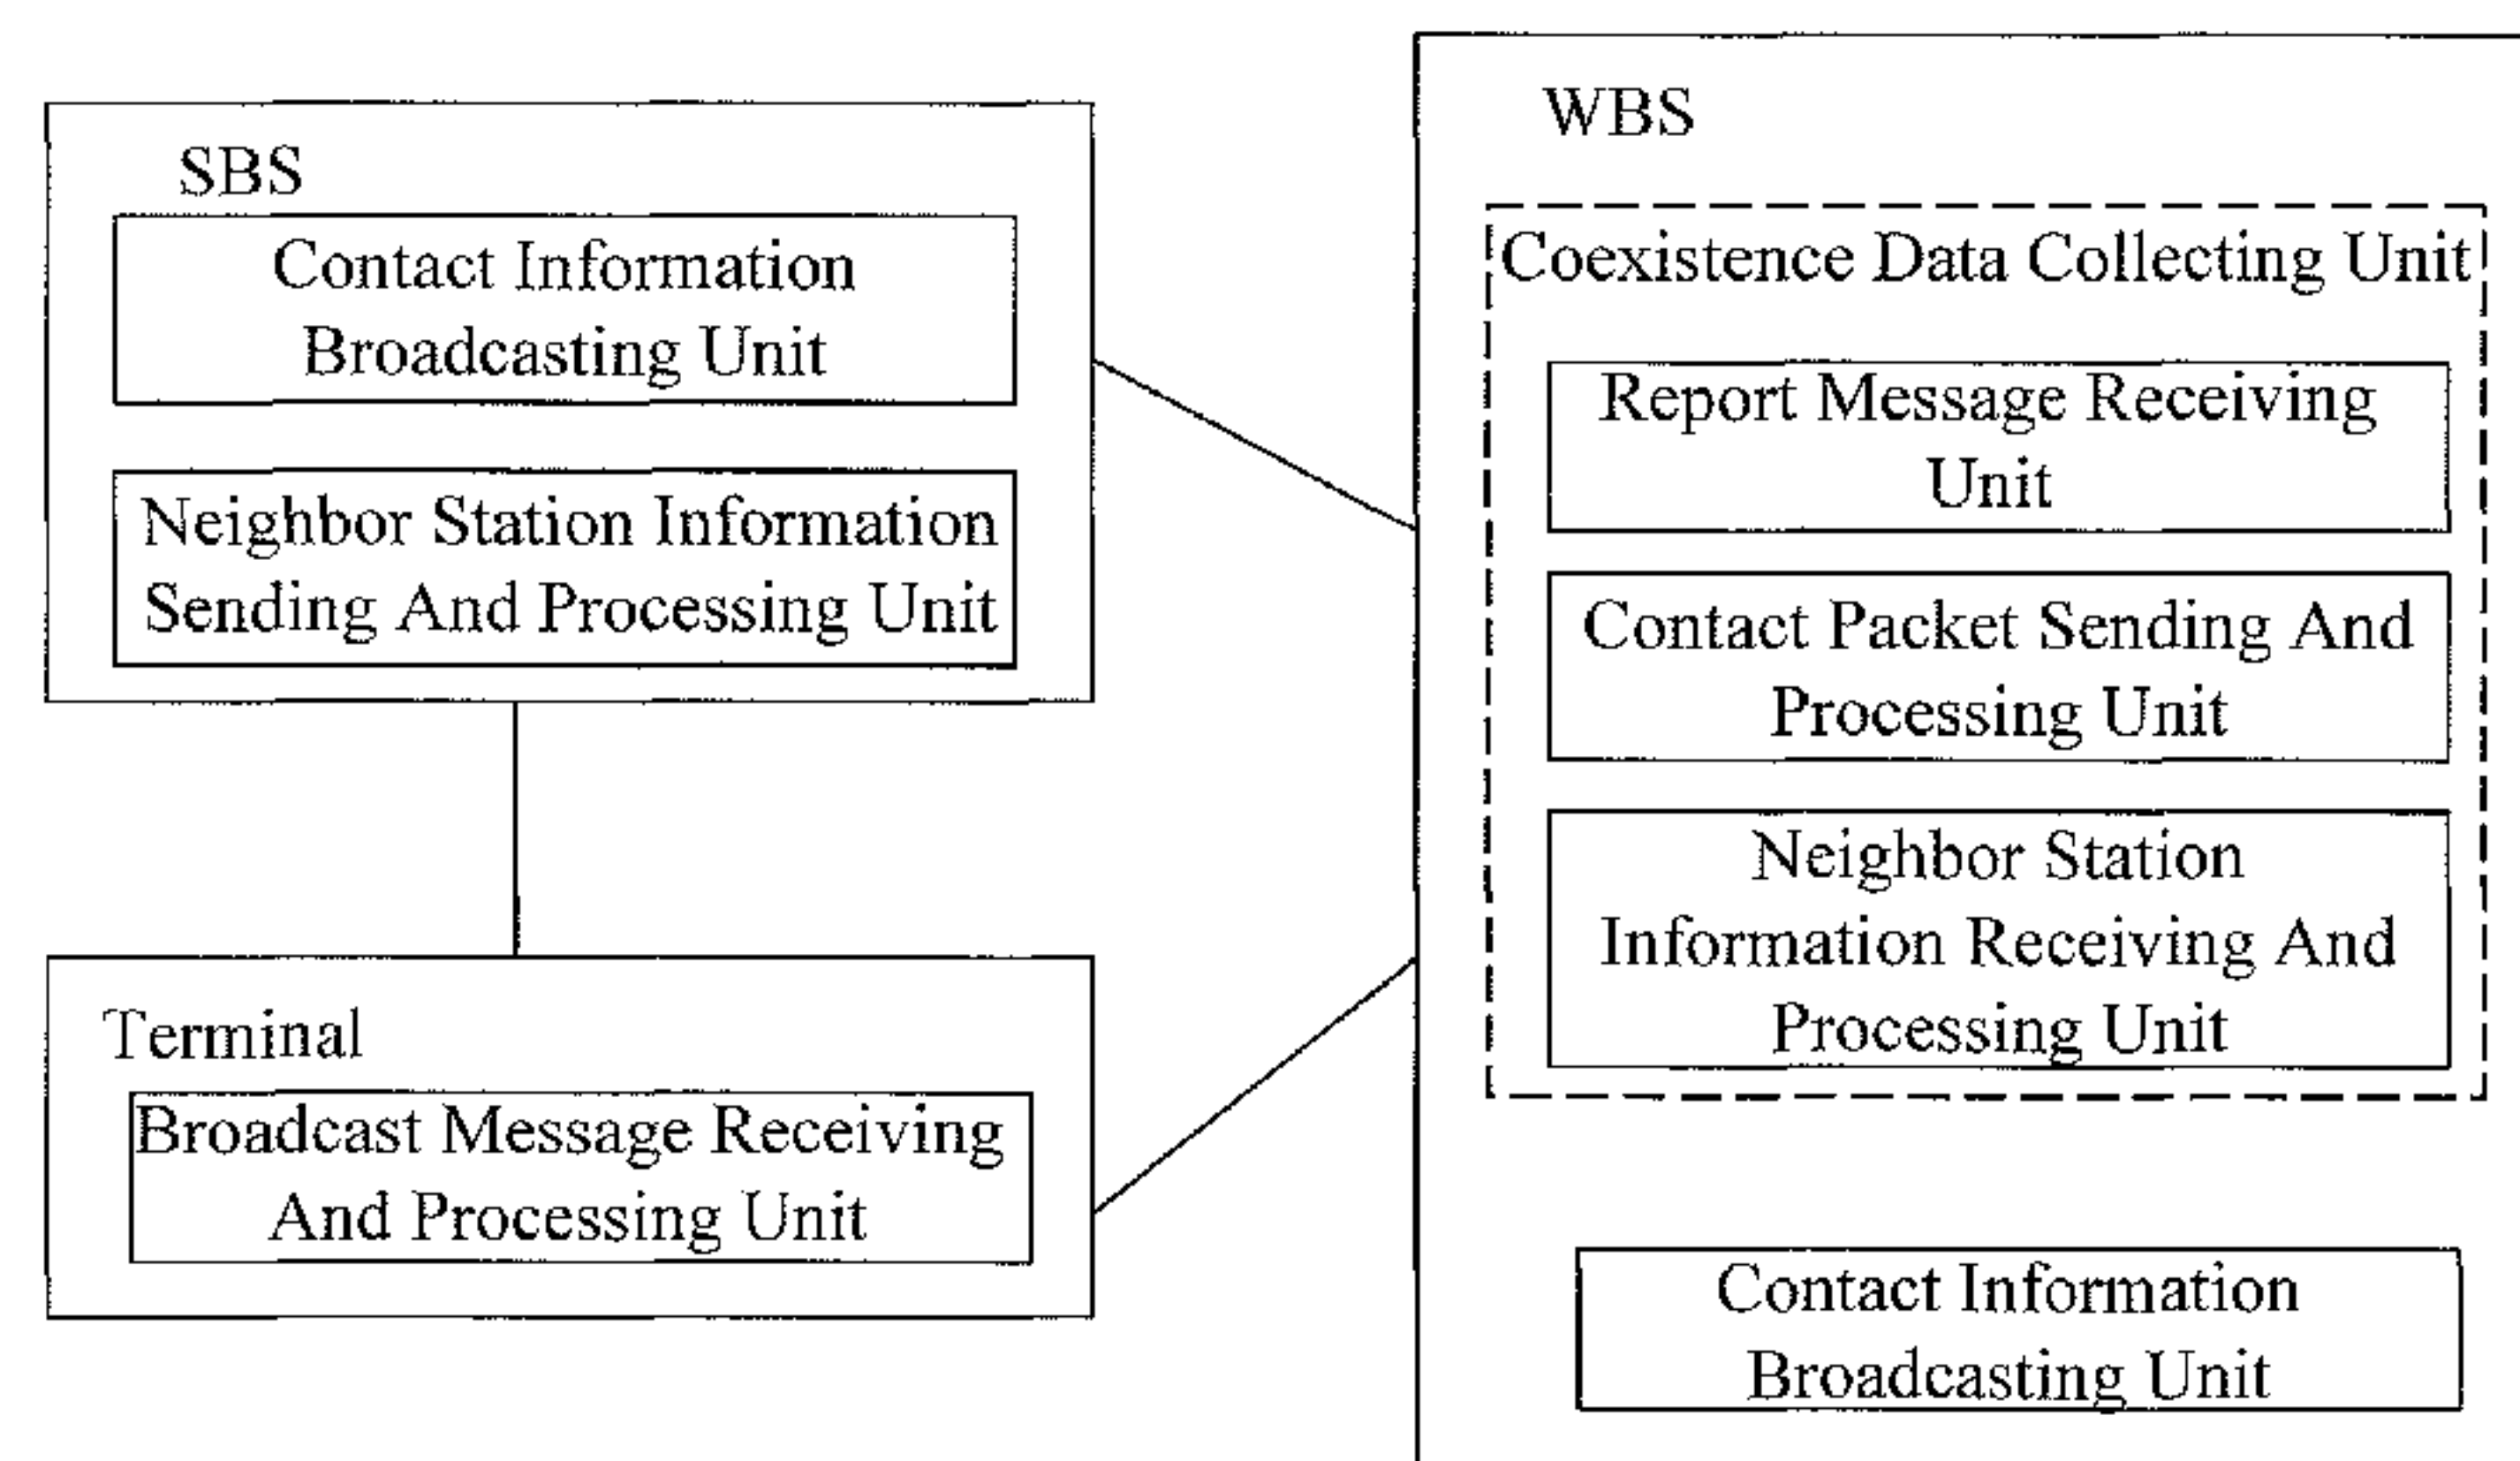 SBS
Contact Information
Broadcasting Unit
Neighbor Station Information
Sending And Processing Unit
Terminal
Broadcast Message Receiving
And Processing Unit
WBS
Coexistence Data Collecting Unit
Report Message Receiving
Unit
Contact Packet Sending And
Processing Unit
Neighbor Station
Information Receiving And
Processing Unit
Contact Information
Broadcasting Unit